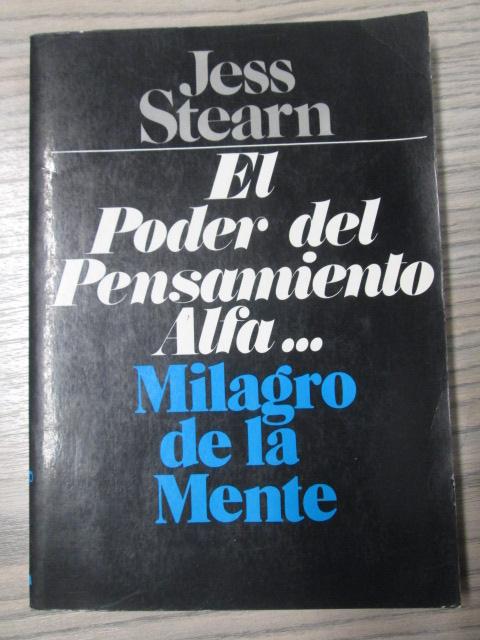 Jess
Stearn
El
Poder del
Pensamiento
Alfa...
Milagro
de la
Mente